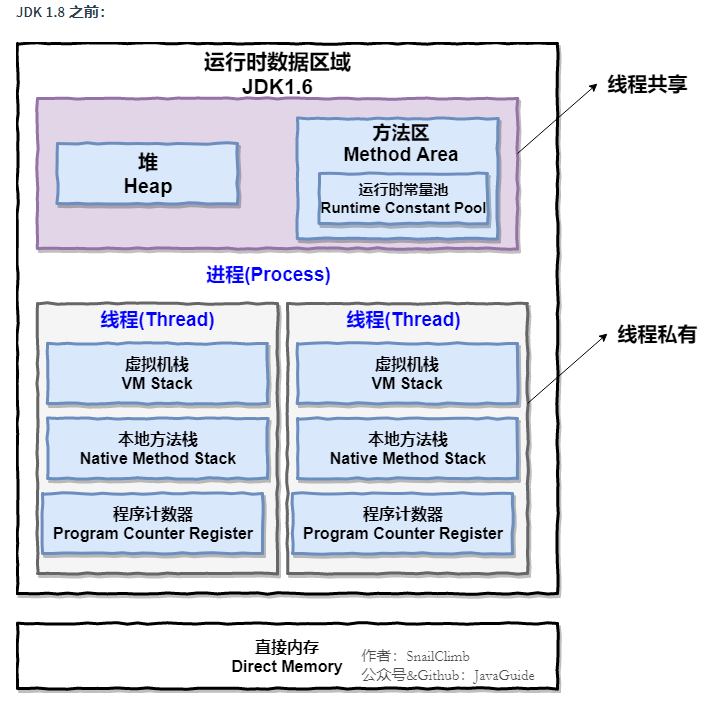 JDK 1.8 之前：
运行时数据区域
JDK1.6
线程共享
堆
Heap
方法区
Method Area
运行时常量池
Runtime Constant Pool
进程(Process)
线程(Thread)
虚拟机栈
VM Stack
本地方法栈
Native Method Stack
程序计数器
Program Counter Register
线程(Thread)
虚拟机栈
VM Stack
本地方法栈
Native Method Stack
程序计数器
Program Counter Register
线程私有
直接内存
Direct Memory
作者：SnailClimb
公众号&Github：JavaGuide